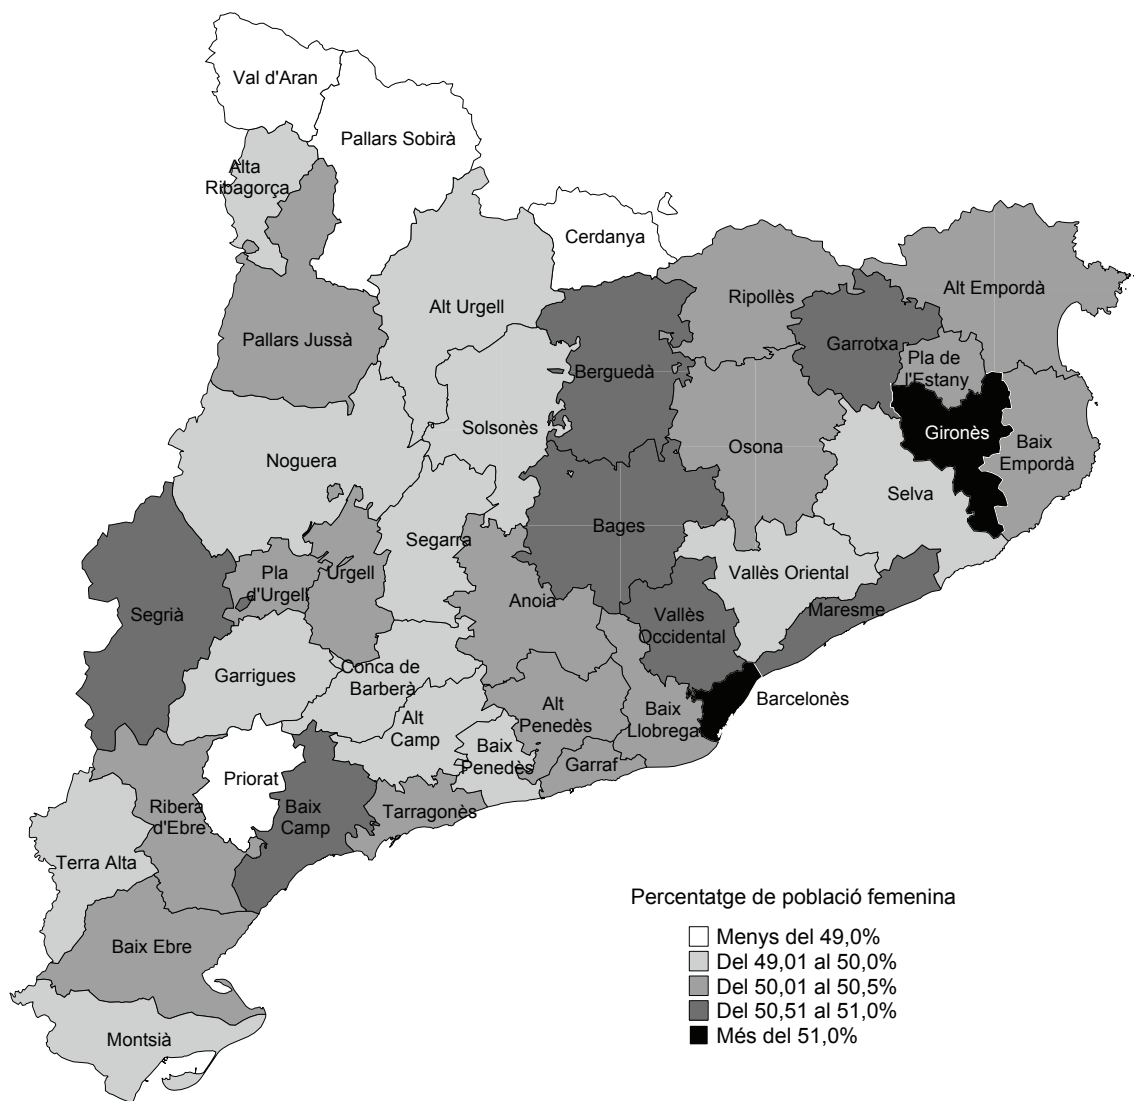 Val d'Aran
Pallars Sobirà
Alta
Ribagorça
Cerdanya
Alt Urgell
Ripollès
Alt Empordà
Pallars Jussà
Garrotxa
Pla de
l'Estany
Berguedà
Solsonès
Gironès
Osona
Baix
Empordà
Noguera
Selva
Bages
Segarra
Pla
d'Urgell
Urgell
Vallès Oriental
Anoia
Segrià
Vallès
Occidental
Maresme
Garrigues
Conca de
Barberà
Alt
Camp
Alt
Penedès
Baix
Llobrega
Barcelonès
Baix
Penedès
Garraf
Priorat
Ribera
d'Ebre
Baix
Camp
Tarragonès
Terra Alta
Baix Ebre
Montsià
Percentatge de població femenina
Menys del 49,0%
Del 49,01 al 50,0%
Del 50,01 al 50,5%
Del 50,51 al 51,0%
Més del 51,0%